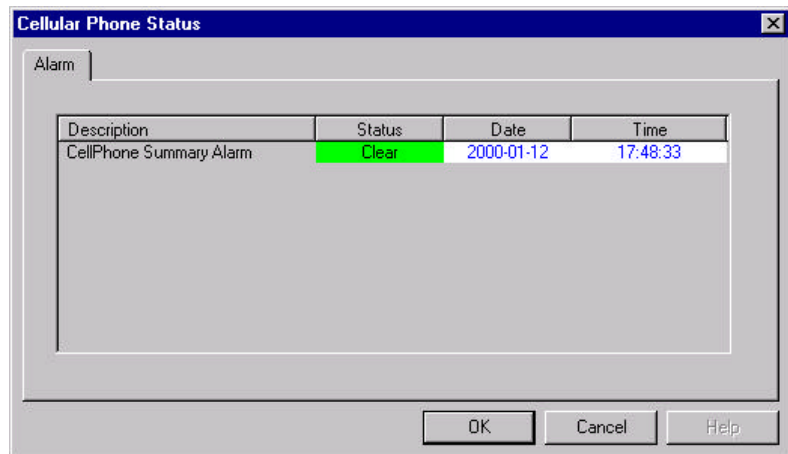 Cellular Phone Status
Alarm
Description Status Date Time
CellPhone Summary Alarm Clear 2000-01-12 17:48:33
OK Cancel Help